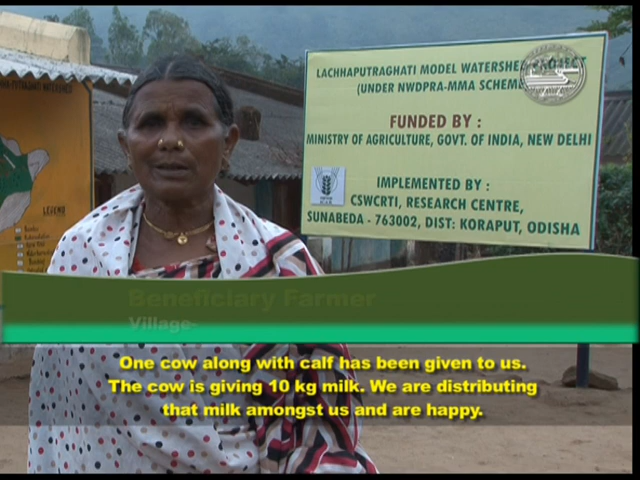 -PUTRAGHATI WATERSHED
LEGEND
LACHHAPUTRAGHATI MODEL WATERSHED PROJECT
(UNDER NWDPRA-MMA SCHEME
FUNDED BY :
MINISTRY OF AGRICULTURE, GOVT. OF INDIA, NEW DELHI
IMPLEMENTED BY :
CSWCRTI, RESEARCH CENTRE,
SUNABEDA - 763002, DIST: KORAPUT, ODISHA
Beneficiary Farmer
Village-
One cow along with calf has been given to us.
The cow is giving 10 kg milk. We are distributing
that milk amongst us and are happy.